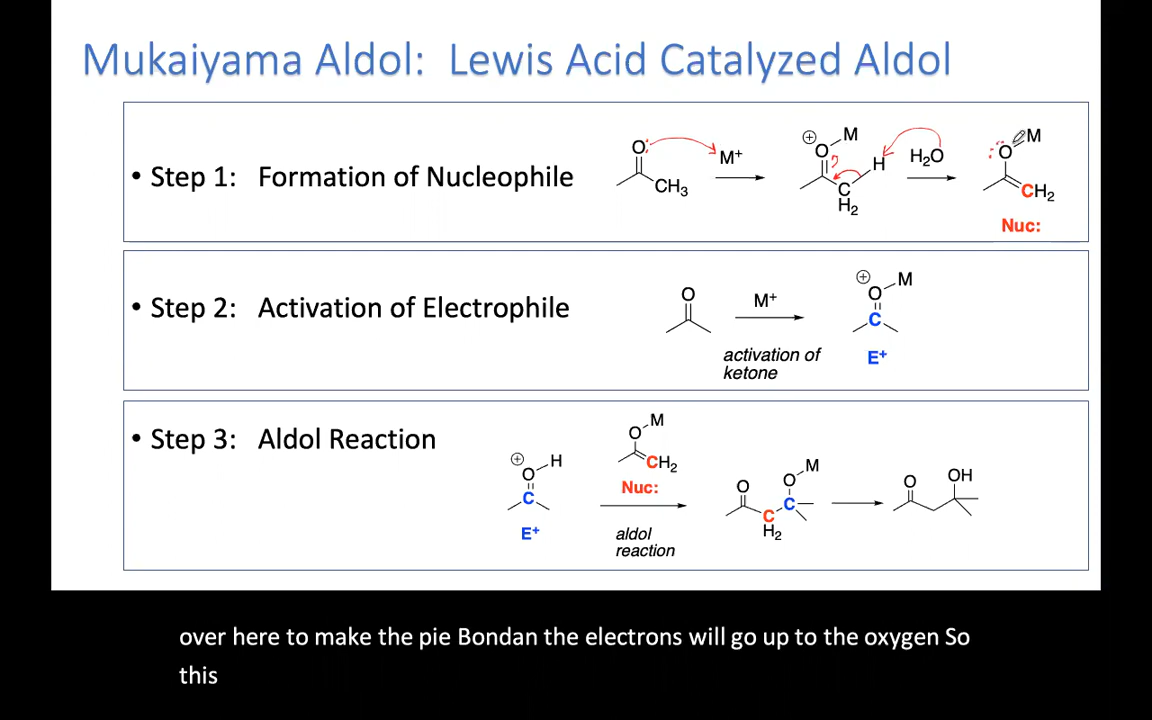 Mukaiyama Aldol: Lewis Acid Catalyzed Aldol
• Step 1: Formation of Nucleophile
O CH3 M+ ⊕ O M H C H2 H2O O M CH2
Nuc:
• Step 2: Activation of Electrophile
O M+ ⊕ O M C
activation of
ketone
E+
• Step 3: Aldol Reaction
⊕ O H C
E+
O M CH2
Nuc:
aldol
reaction
O C H2 C O M
O OH
over here to make the pie Bondan the electrons will go up to the oxygen So
this